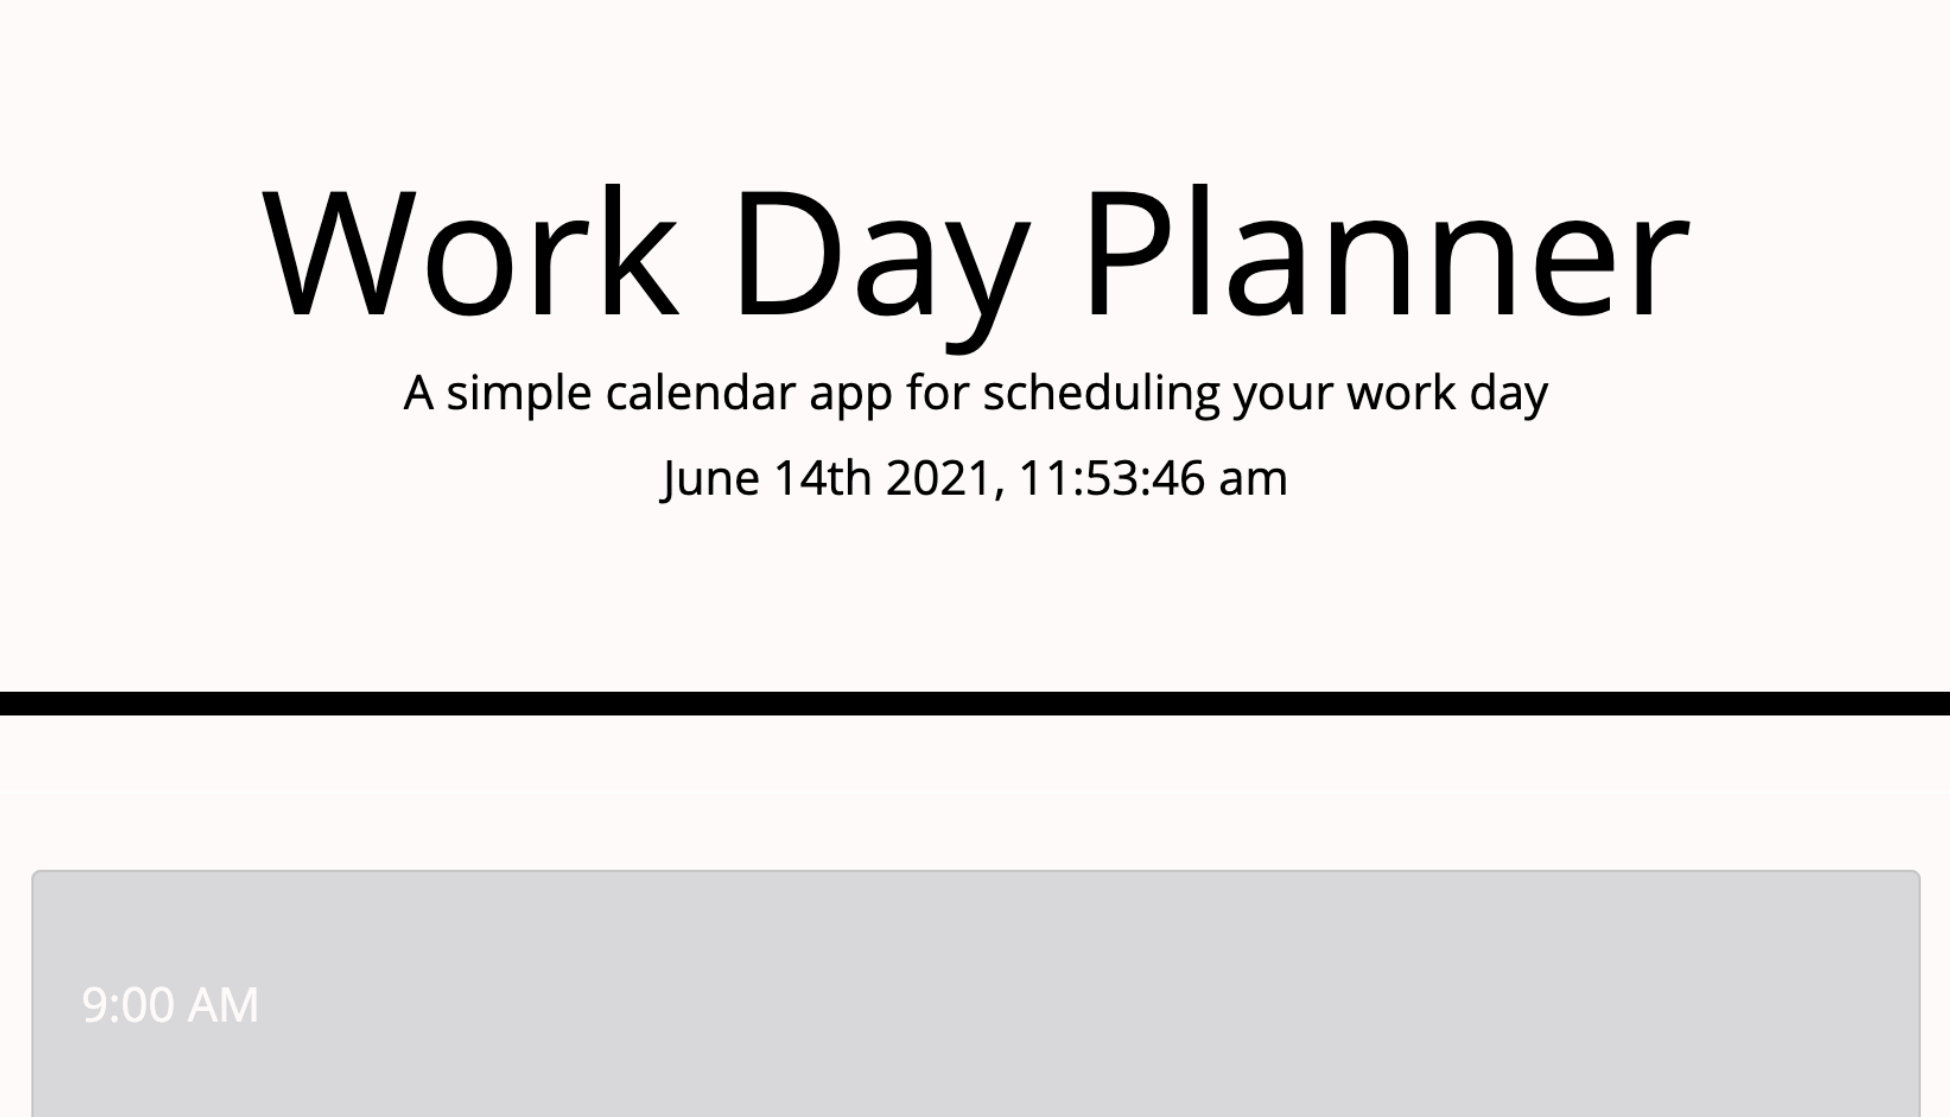 Work Day Planner
A simple calendar app for scheduling your work day
June 14th 2021, 11:53:46 am
9:00 AM